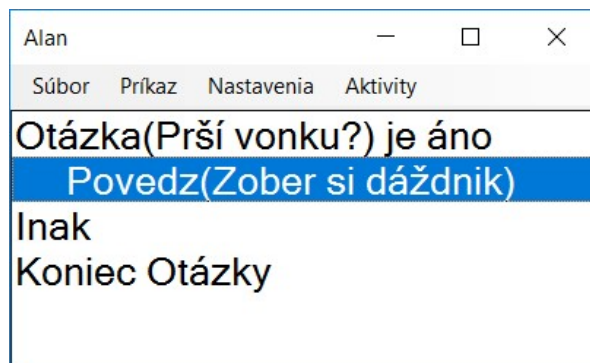 Alan
Súbor Príkaz Nastavenia Aktivity
Otázka(Prší vonku?) je áno
Povedz(Zober si dáždnik)
Inak
Koniec Otázky